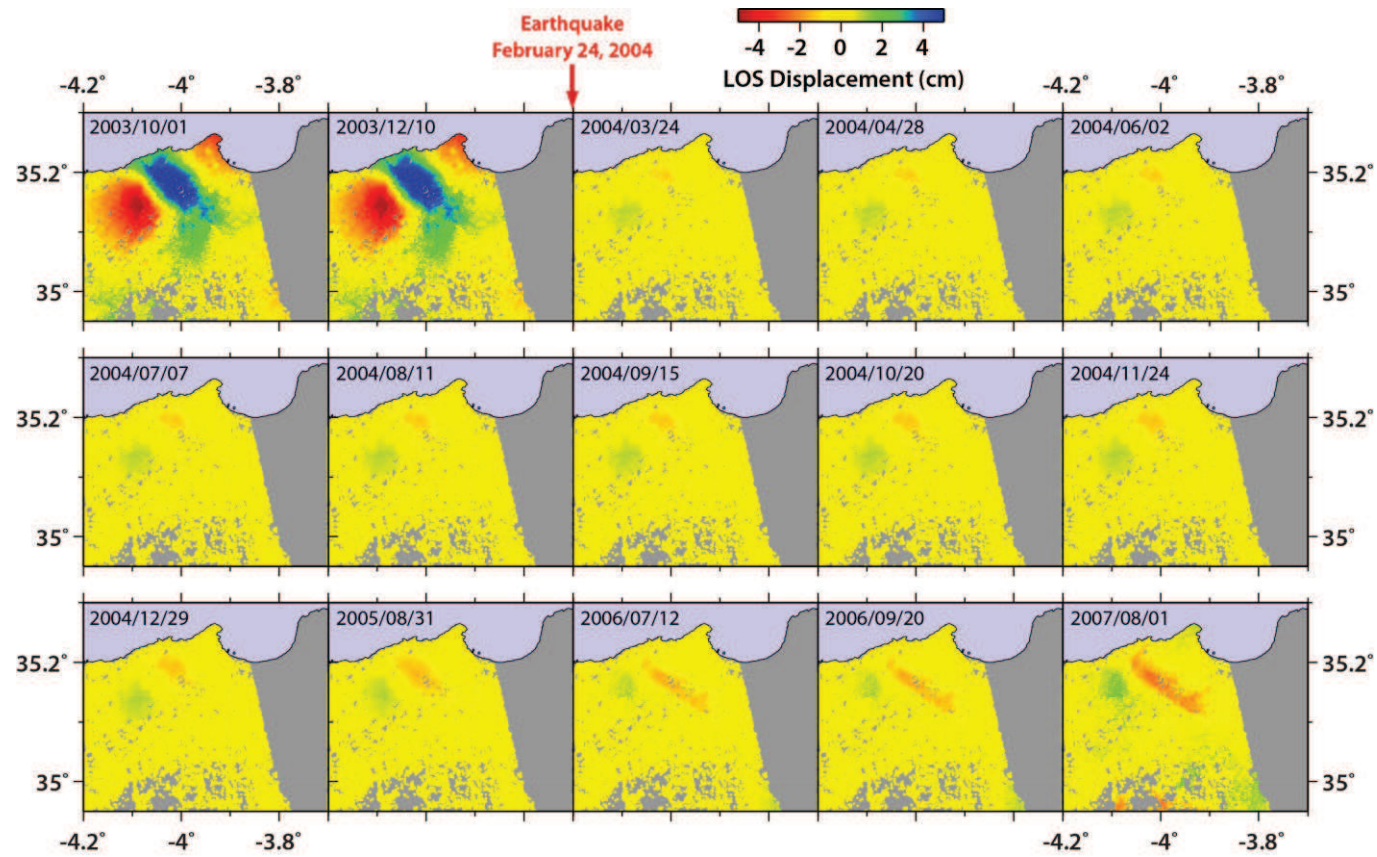 Earthquake
February 24, 2004
-4 -2 0 2 4
LOS Displacement (cm)
-4.2° -4° -3.8° -4.2° -4° -3.8°
2003/10/01 2003/12/10 2004/03/24 2004/04/28 2004/06/02
35.2° 35.2°
35° 35°
2004/07/07 2004/08/11 2004/09/15 2004/10/20 2004/11/24
35.2° 35.2°
35° 35°
2004/12/29 2005/08/31 2006/07/12 2006/09/20 2007/08/01
35.2° 35.2°
35° 35°
-4.2° -4° -3.8° -4.2° -4° -3.8°